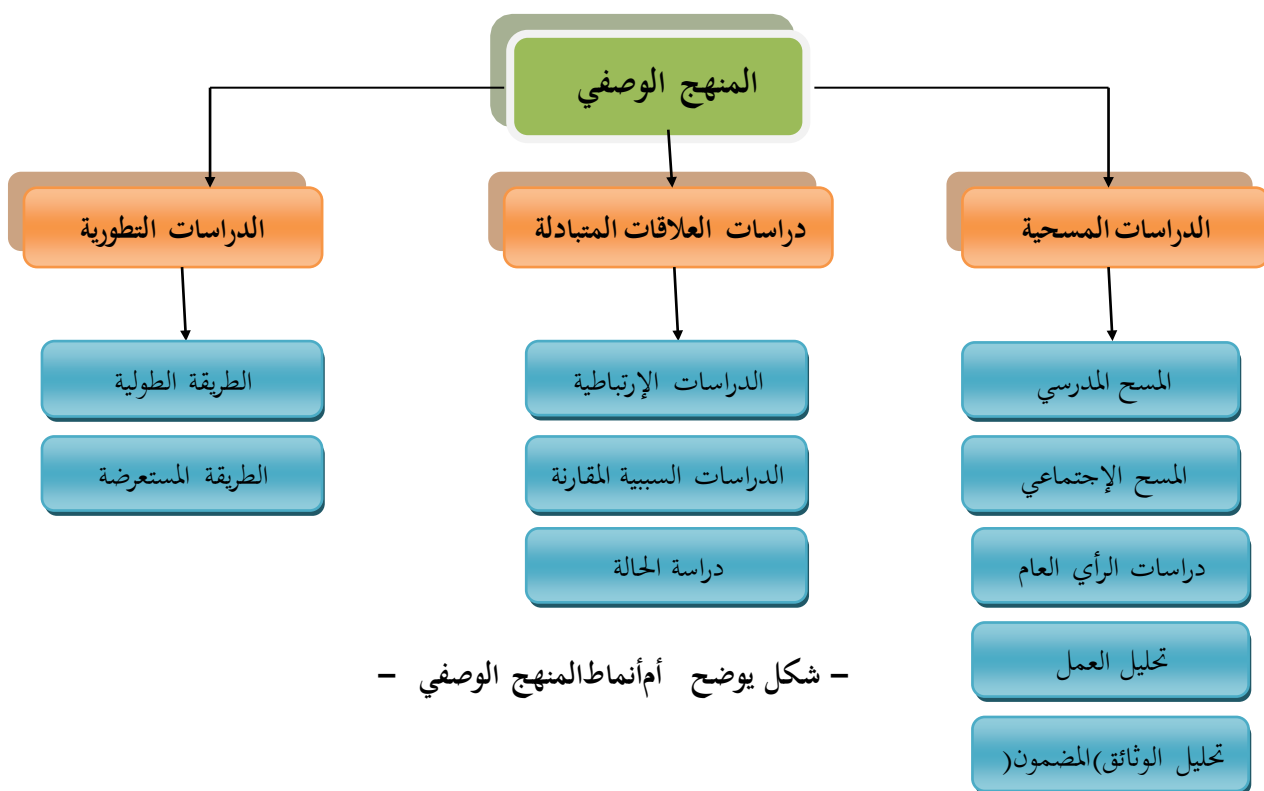 المنهج الوصفي
الدراسات المسحية
دراسات العلاقات المتبادلة
الدراسات التطورية
المسح المدرسي
الدراسات الإرتباطية
الطريقة الطولية
المسح الإجتماعي
الدراسات السببية المقارنة
الطريقة المستعرضة
دراسات الرأي العام
دراسة الحالة
تحليل العمل
– شكل يوضح أمأنماطالمنهج الوصفي –
تحليل الوثائق)المضمون(